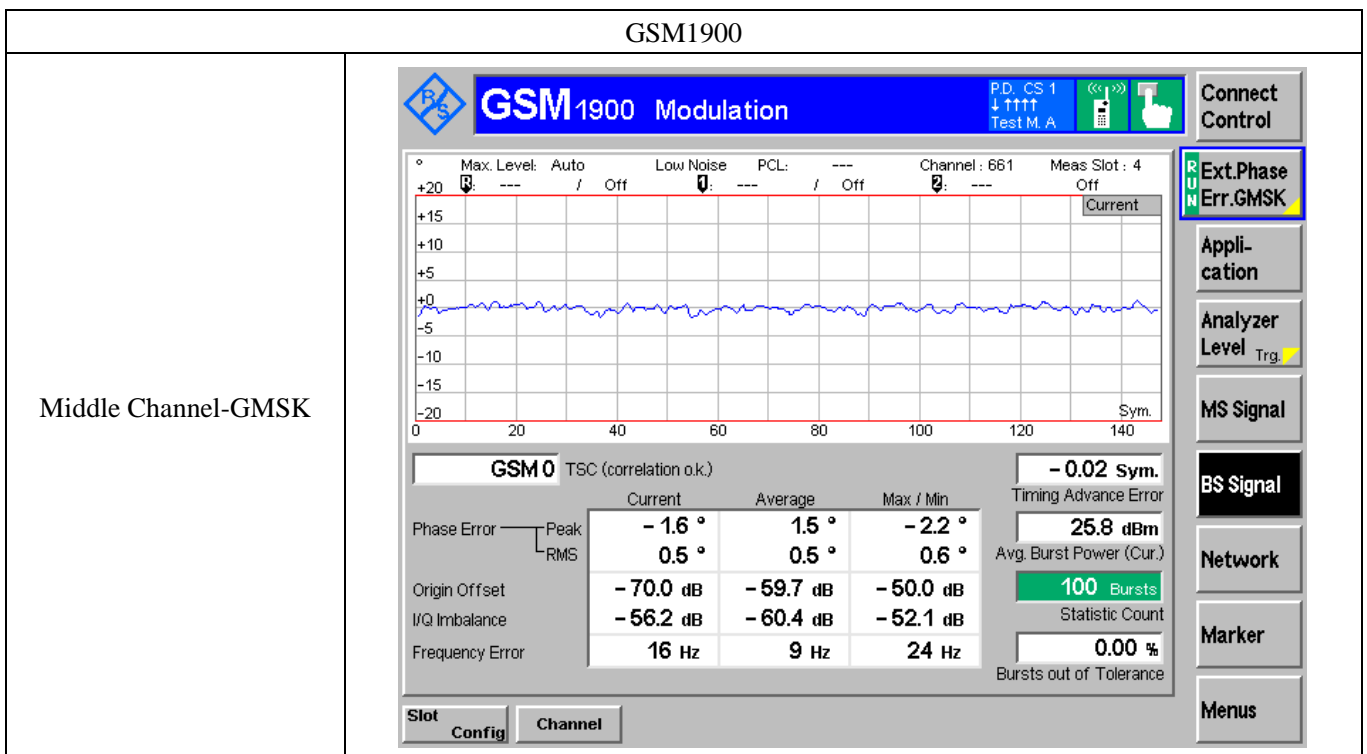 GSM1900
Middle Channel-GMSK
R&S GSM 1900 Modulation
P.D. CS 1
↓ ↑↑↑↑
Test M. A
Connect
Control
° Max. Level: Auto Low Noise PCL: --- Channel : 661 Meas Slot : 4
R: --- / Off 1: --- / Off 2: --- Off
+20
Current
+15
+10
+5
+0
-5
-10
-15
-20
Sym.
0 20 40 60 80 100 120 140
RUN
Ext.Phase
Err.GMSK
Appli-
cation
Analyzer
Level Trg.
MS Signal
BS Signal
Network
Marker
Menus
GSM 0 TSC (correlation o.k.)
Current Average Max / Min
Phase Error Peak - 1.6 ° 1.5 ° - 2.2 °
RMS 0.5 ° 0.5 ° 0.6 °
Origin Offset - 70.0 dB - 59.7 dB - 50.0 dB
I/Q Imbalance - 56.2 dB - 60.4 dB - 52.1 dB
Frequency Error 16 Hz 9 Hz 24 Hz
- 0.02 Sym.
Timing Advance Error
25.8 dBm
Avg. Burst Power (Cur.)
100 Bursts
Statistic Count
0.00 %
Bursts out of Tolerance
Slot
Config
Channel